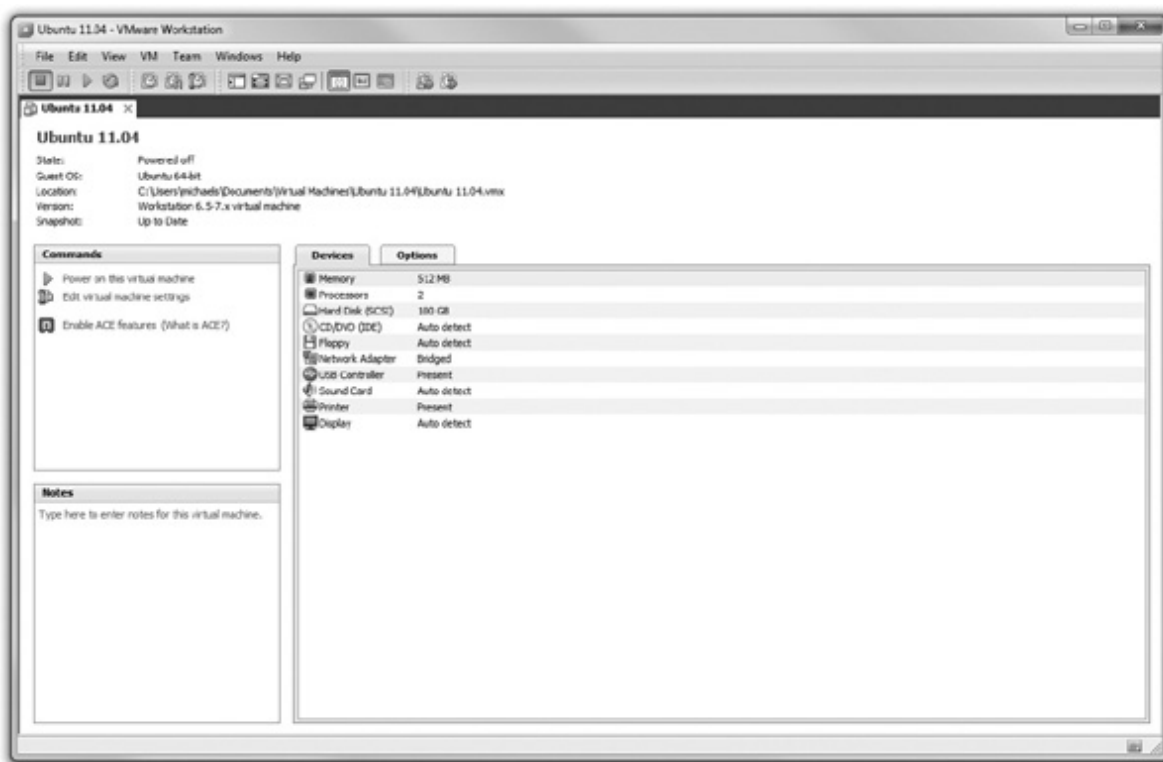 Ubuntu 11.04 - VMware Workstation
File Edit View VM Team Windows Help
Ubuntu 11.04
Ubuntu 11.04
State: Powered off
Guest OS: Ubuntu 64-bit
Location: C:\Users\michaels\Documents\Virtual Machines\Ubuntu 11.04\Ubuntu 11.04.vmx
Version: Workstation 6.5-7.x virtual machine
Snapshot: Up to Date
Commands
Power on this virtual machine
Edit virtual machine settings
Enable ACE features (What is ACE?)
Notes
Type here to enter notes for this virtual machine.
Devices Options
Memory 512 MB
Processors 2
Hard Disk (SCSI) 100 GB
CD/DVD (IDE) Auto detect
Floppy Auto detect
Network Adapter Bridged
USB Controller Present
Sound Card Auto detect
Printer Present
Display Auto detect